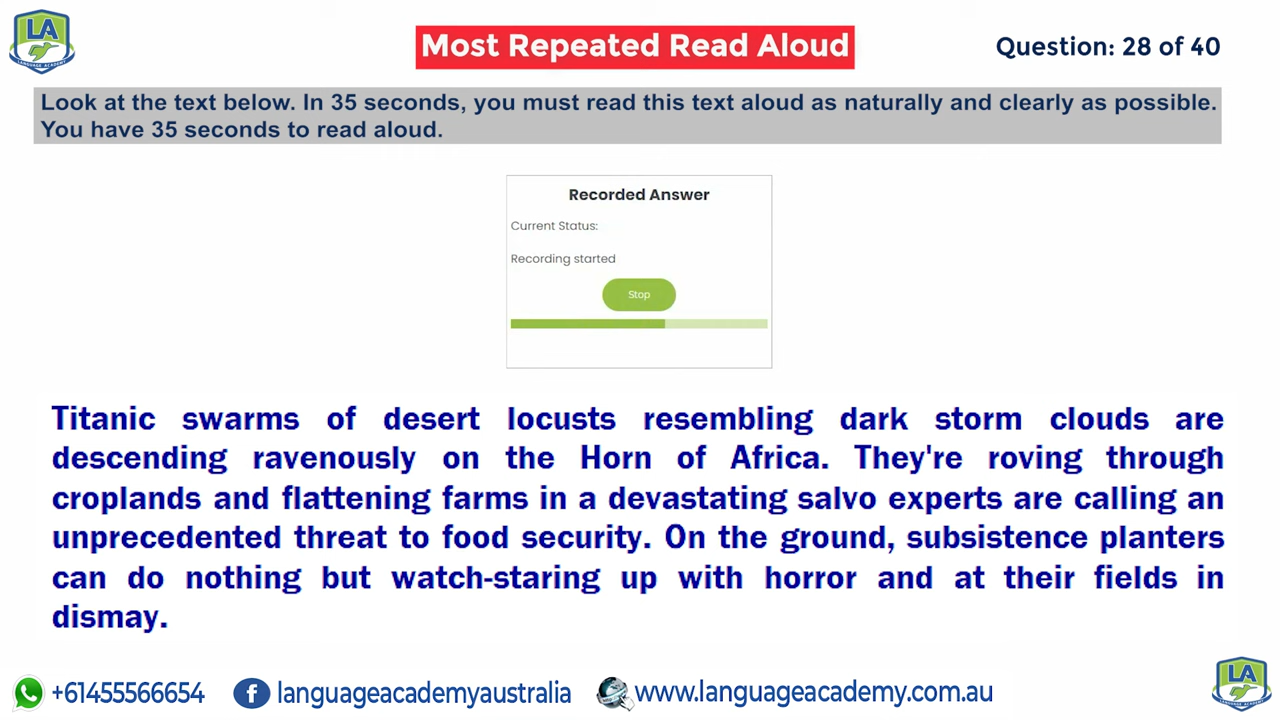 LA
LANGUAGE ACADEMY
Most Repeated Read Aloud
Question: 28 of 40
Look at the text below. In 35 seconds, you must read this text aloud as naturally and clearly as possible.
You have 35 seconds to read aloud.
Recorded Answer
Current Status:
Recording started
Stop
Titanic swarms of desert locusts resembling dark storm clouds are
descending ravenously on the Horn of Africa. They're roving through
croplands and flattening farms in a devastating salvo experts are calling an
unprecedented threat to food security. On the ground, subsistence planters
can do nothing but watch-staring up with horror and at their fields in
dismay.
+61455566654
languageacademyaustralia
www.languageacademy.com.au
LA
LANGUAGE ACADEMY